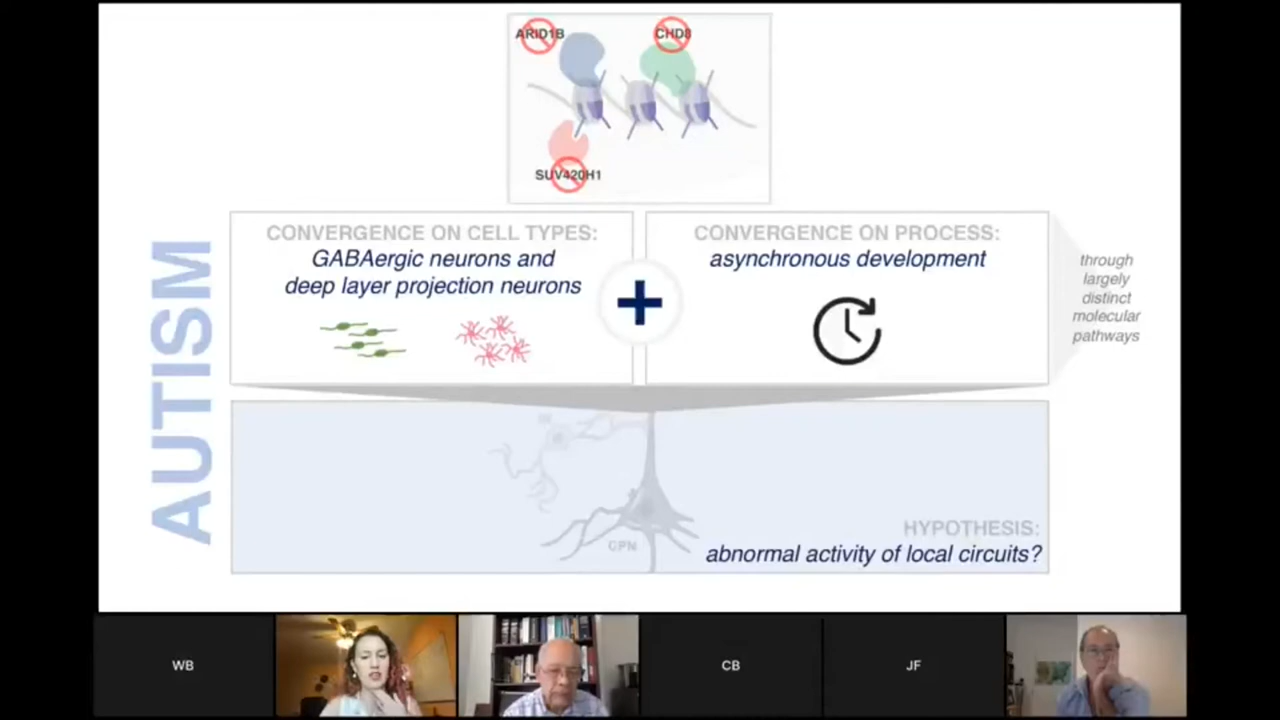 ARID1B
CHD8
SUV420H1
AUTISM
CONVERGENCE ON CELL TYPES:
GABAergic neurons and
deep layer projection neurons
CONVERGENCE ON PROCESS:
asynchronous development
through
largely
distinct
molecular
pathways
CPN
HYPOTHESIS:
abnormal activity of local circuits?
WB
CB
JF